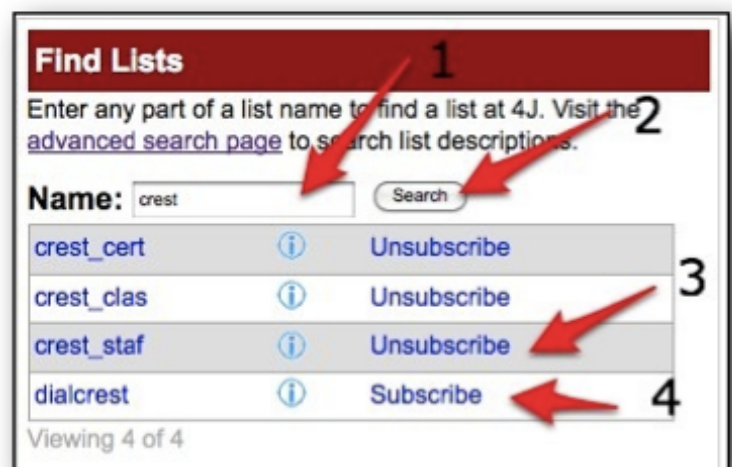 Find Lists
1
Enter any part of a list name to find a list at 4J. Visit the
2
advanced search page to search list descriptions.
Name: crest Search
crest_cert Unsubscribe
3
crest_clas Unsubscribe
crest_staf Unsubscribe
dialcrest Subscribe
4
Viewing 4 of 4